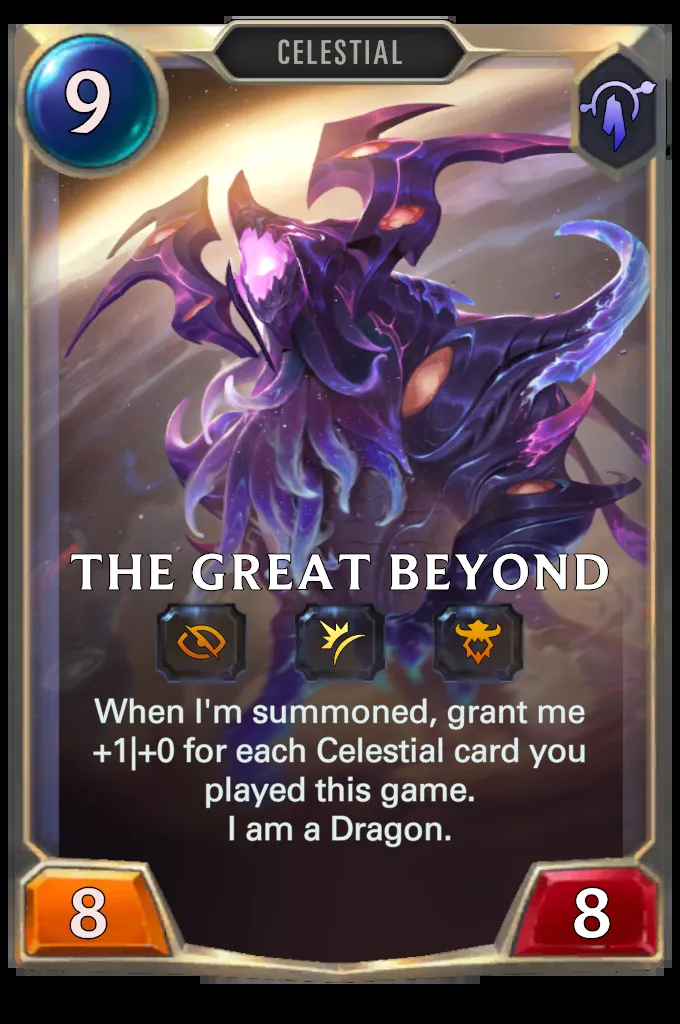 CELESTIAL
9
THE GREAT BEYOND
When I'm summoned, grant me
+1|+0 for each Celestial card you
played this game.
I am a Dragon.
8
8